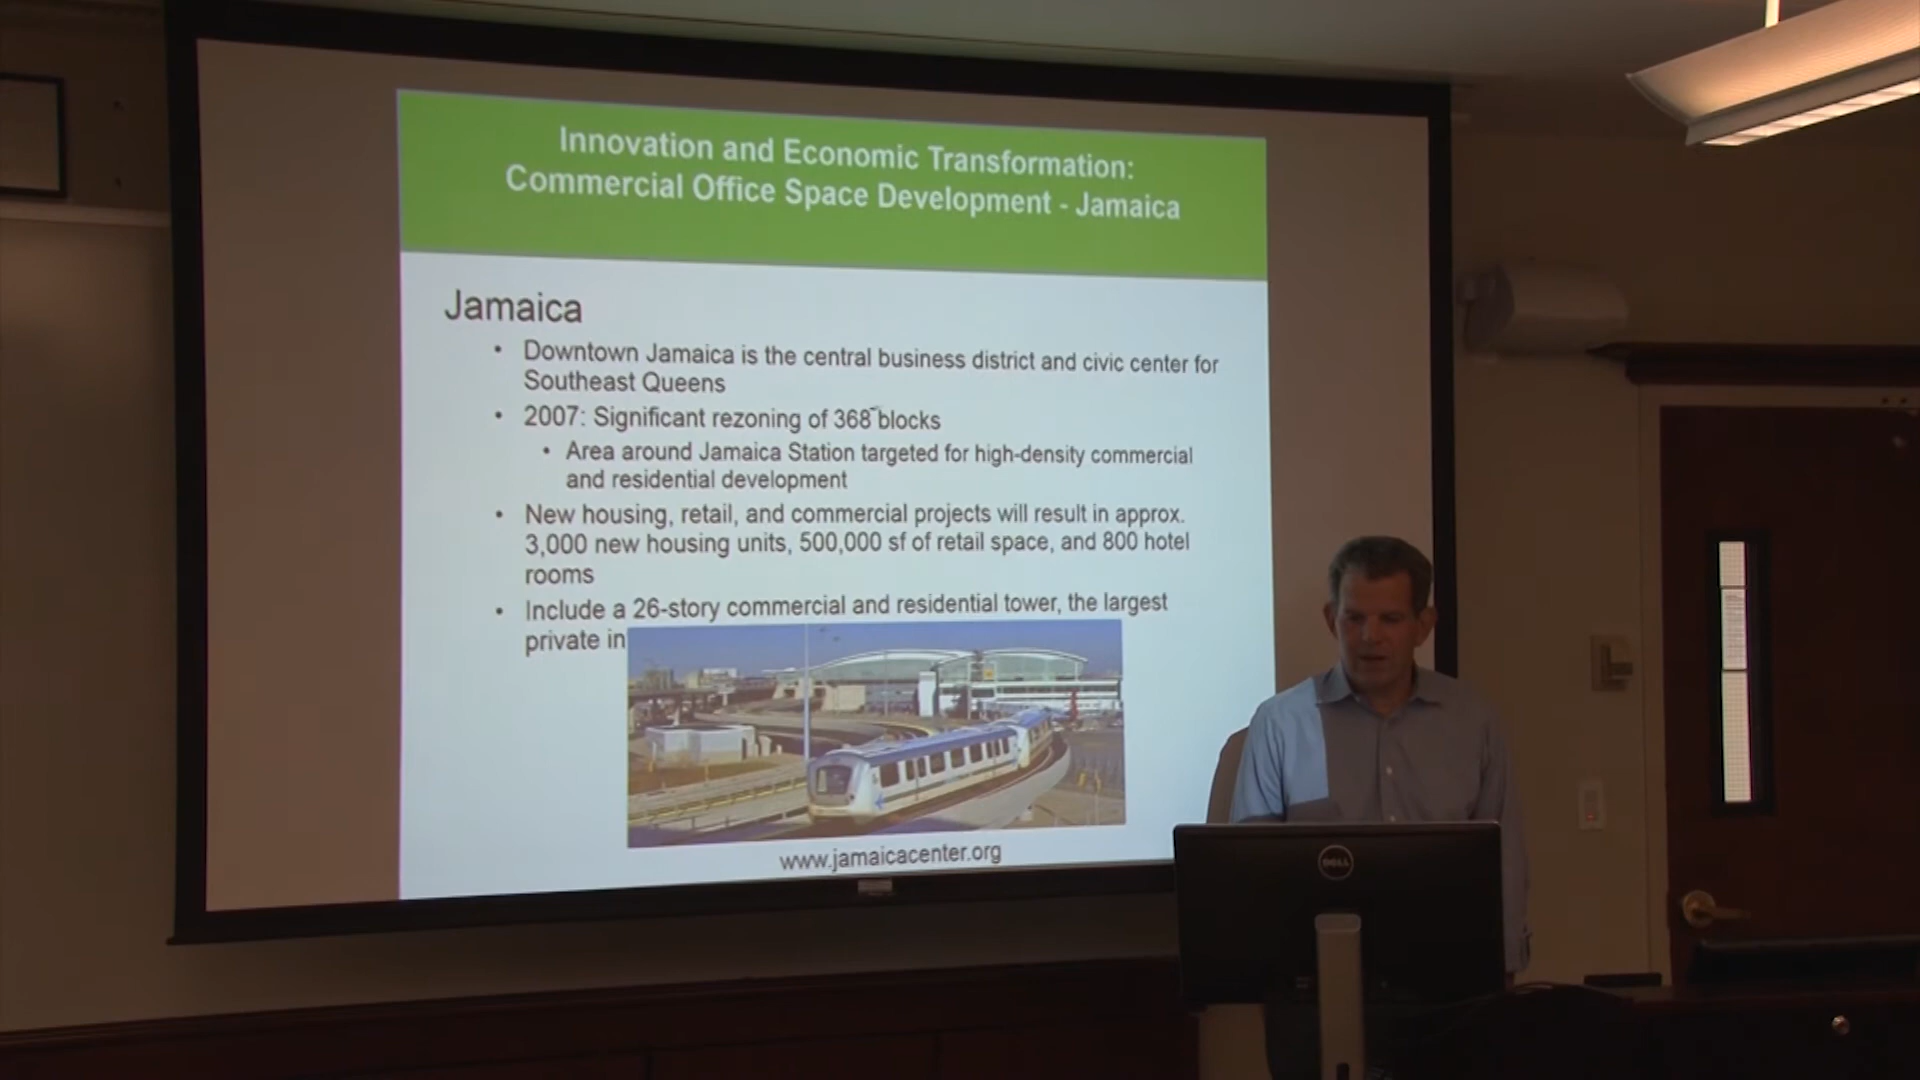 Innovation and Economic Transformation:
Commercial Office Space Development - Jamaica
Jamaica
• Downtown Jamaica is the central business district and civic center for
Southeast Queens
• 2007: Significant rezoning of 368 blocks
• Area around Jamaica Station targeted for high-density commercial
and residential development
• New housing, retail, and commercial projects will result in approx.
3,000 new housing units, 500,000 sf of retail space, and 800 hotel
rooms
• Include a 26-story commercial and residential tower, the largest
private in
www.jamaicacenter.org
DELL